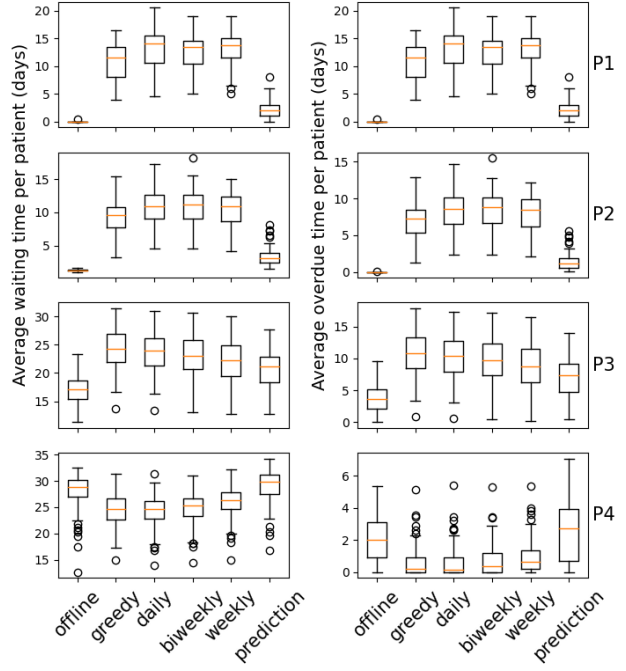 Average waiting time per patient (days)
Average overdue time per patient (days)
20
15
10
5
0
20
15
10
5
0
P1
15
10
5
15
10
5
0
P2
30
25
20
15
15
10
5
0
P3
35
30
25
20
15
6
4
2
0
P4
offline
greedy
daily
biweekly
weekly
prediction
offline
greedy
daily
biweekly
weekly
prediction